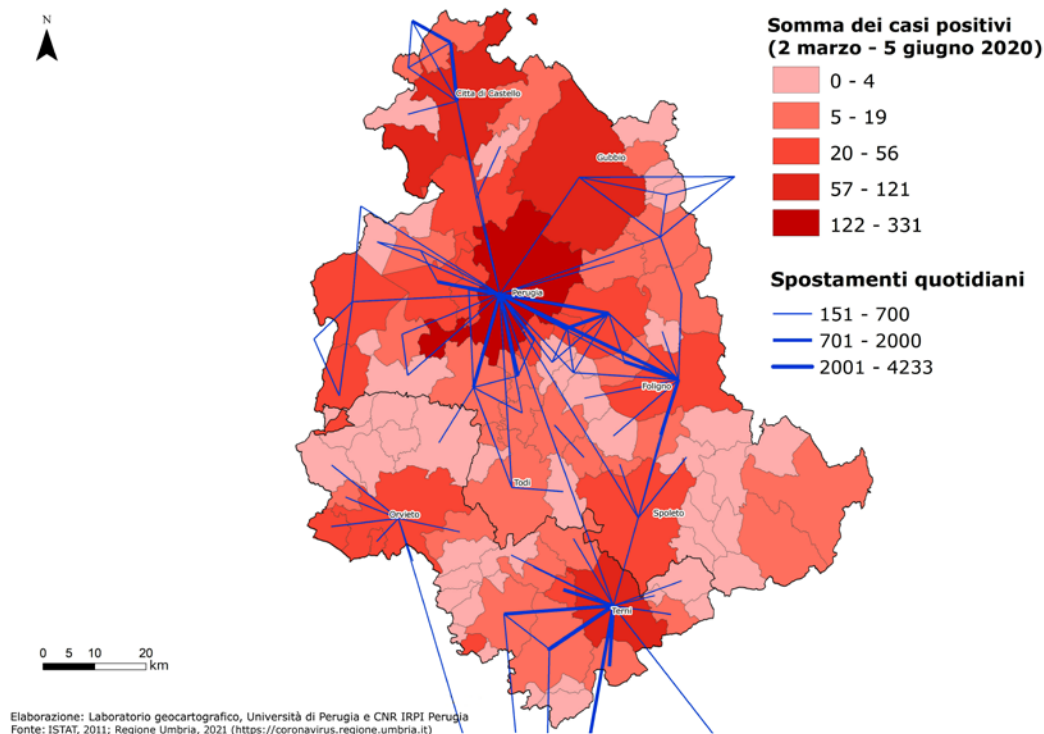 N
Somma dei casi positivi
(2 marzo - 5 giugno 2020)
0 - 4
5 - 19
20 - 56
57 - 121
122 - 331
Spostamenti quotidiani
151 - 700
701 - 2000
2001 - 4233
Citta di Castello
Gubbio
Perugia
Foligno
Todi
Orvieto
Spoleto
Terni
0 5 10 20
km
Elaborazione: Laboratorio geocartografico, Università di Perugia e CNR IRPI Perugia
Fonte: ISTAT, 2011; Regione Umbria, 2021 (https://coronavirus.regione.umbria.it)